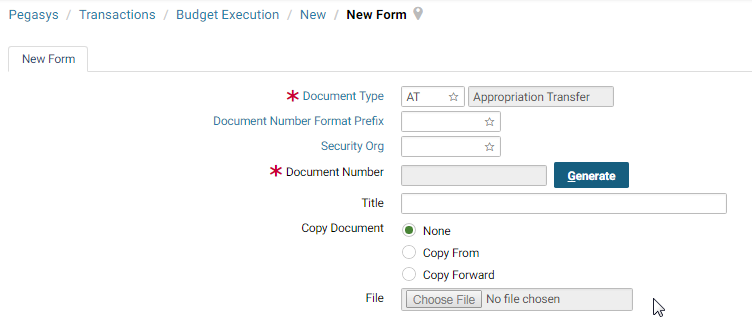 Pegasys / Transactions / Budget Execution / New / New Form
New Form
* Document Type AT Appropriation Transfer
Document Number Format Prefix
Security Org
* Document Number Generate
Title
Copy Document None
Copy From
Copy Forward
File Choose File No file chosen